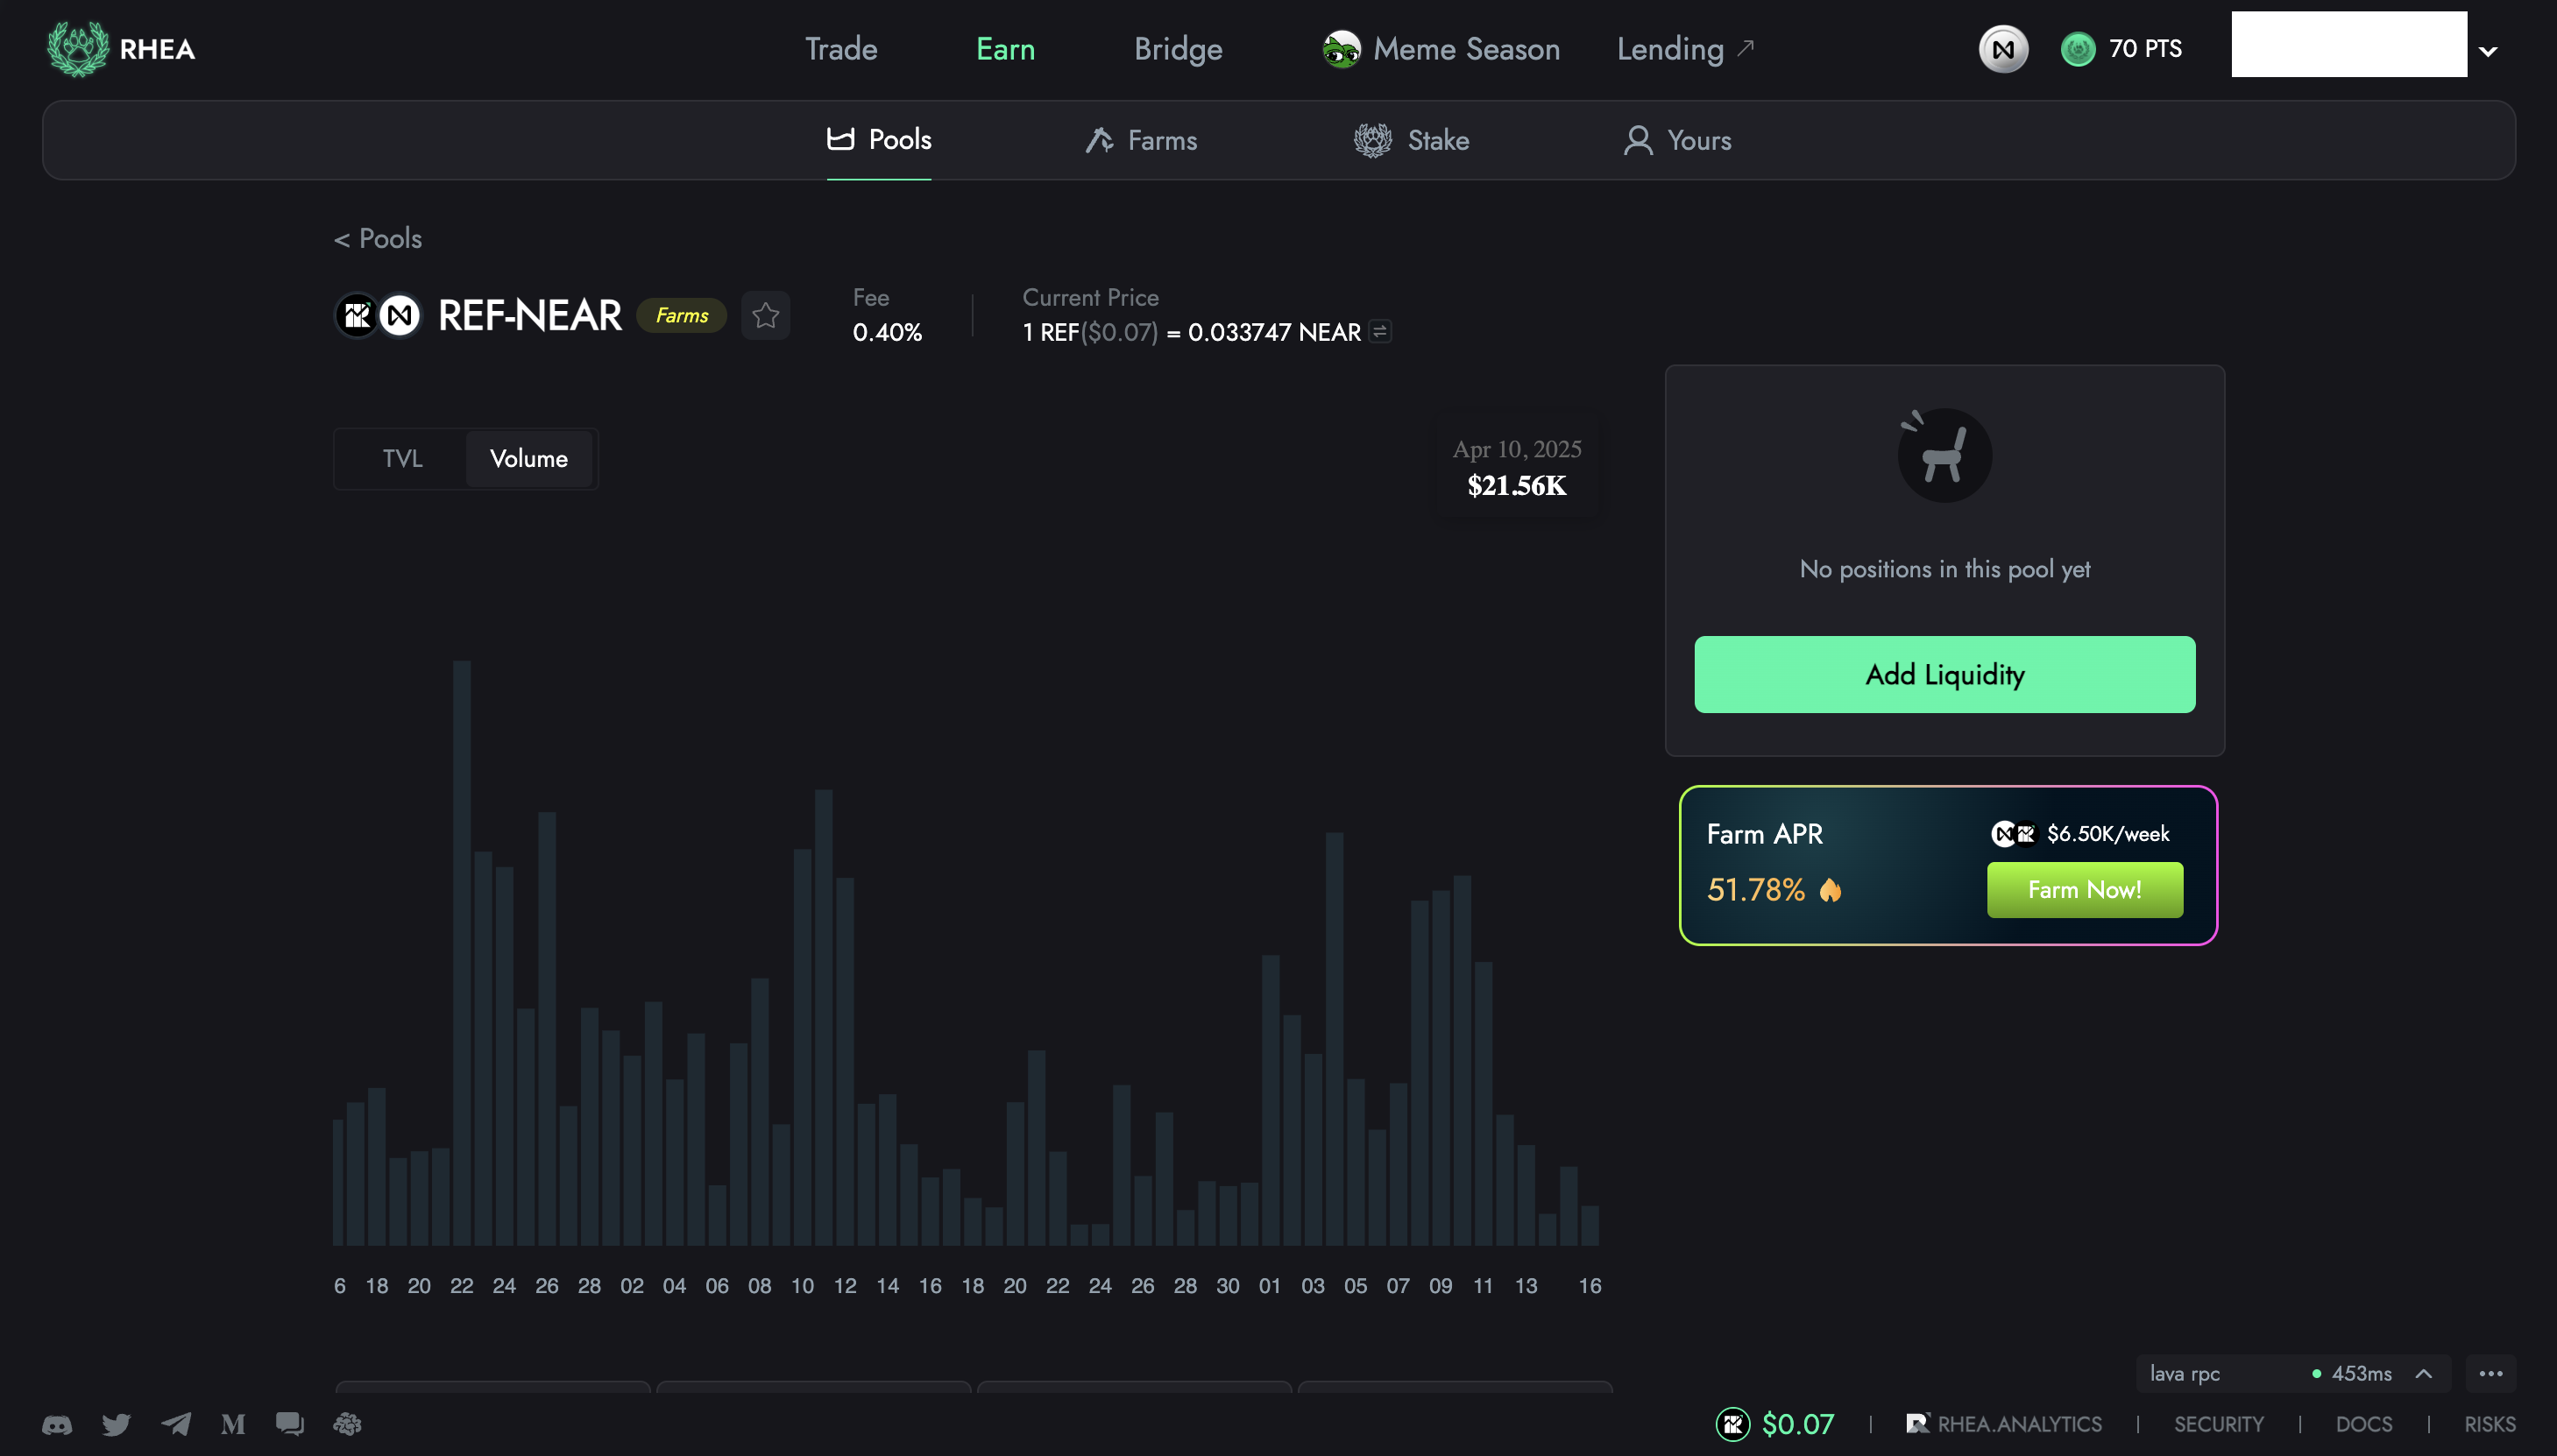 RHEA
Trade
Earn
Bridge
Meme Season
Lending
70 PTS
Pools
Farms
Stake
Yours
< Pools
REF-NEAR
Farms
Fee
0.40%
Current Price
1 REF($0.07) = 0.033747 NEAR
TVL
Volume
Apr 10, 2025
$21.56K
No positions in this pool yet
Add Liquidity
Farm APR
$6.50K/week
51.78%
Farm Now!
6 18 20 22 24 26 28 02 04 06 08 10 12 14 16 18 20 22 24 26 28 30 01 03 05 07 09 11 13 16
lava rpc
453ms
$0.07
RHEA.ANALYTICS
SECURITY
DOCS
RISKS